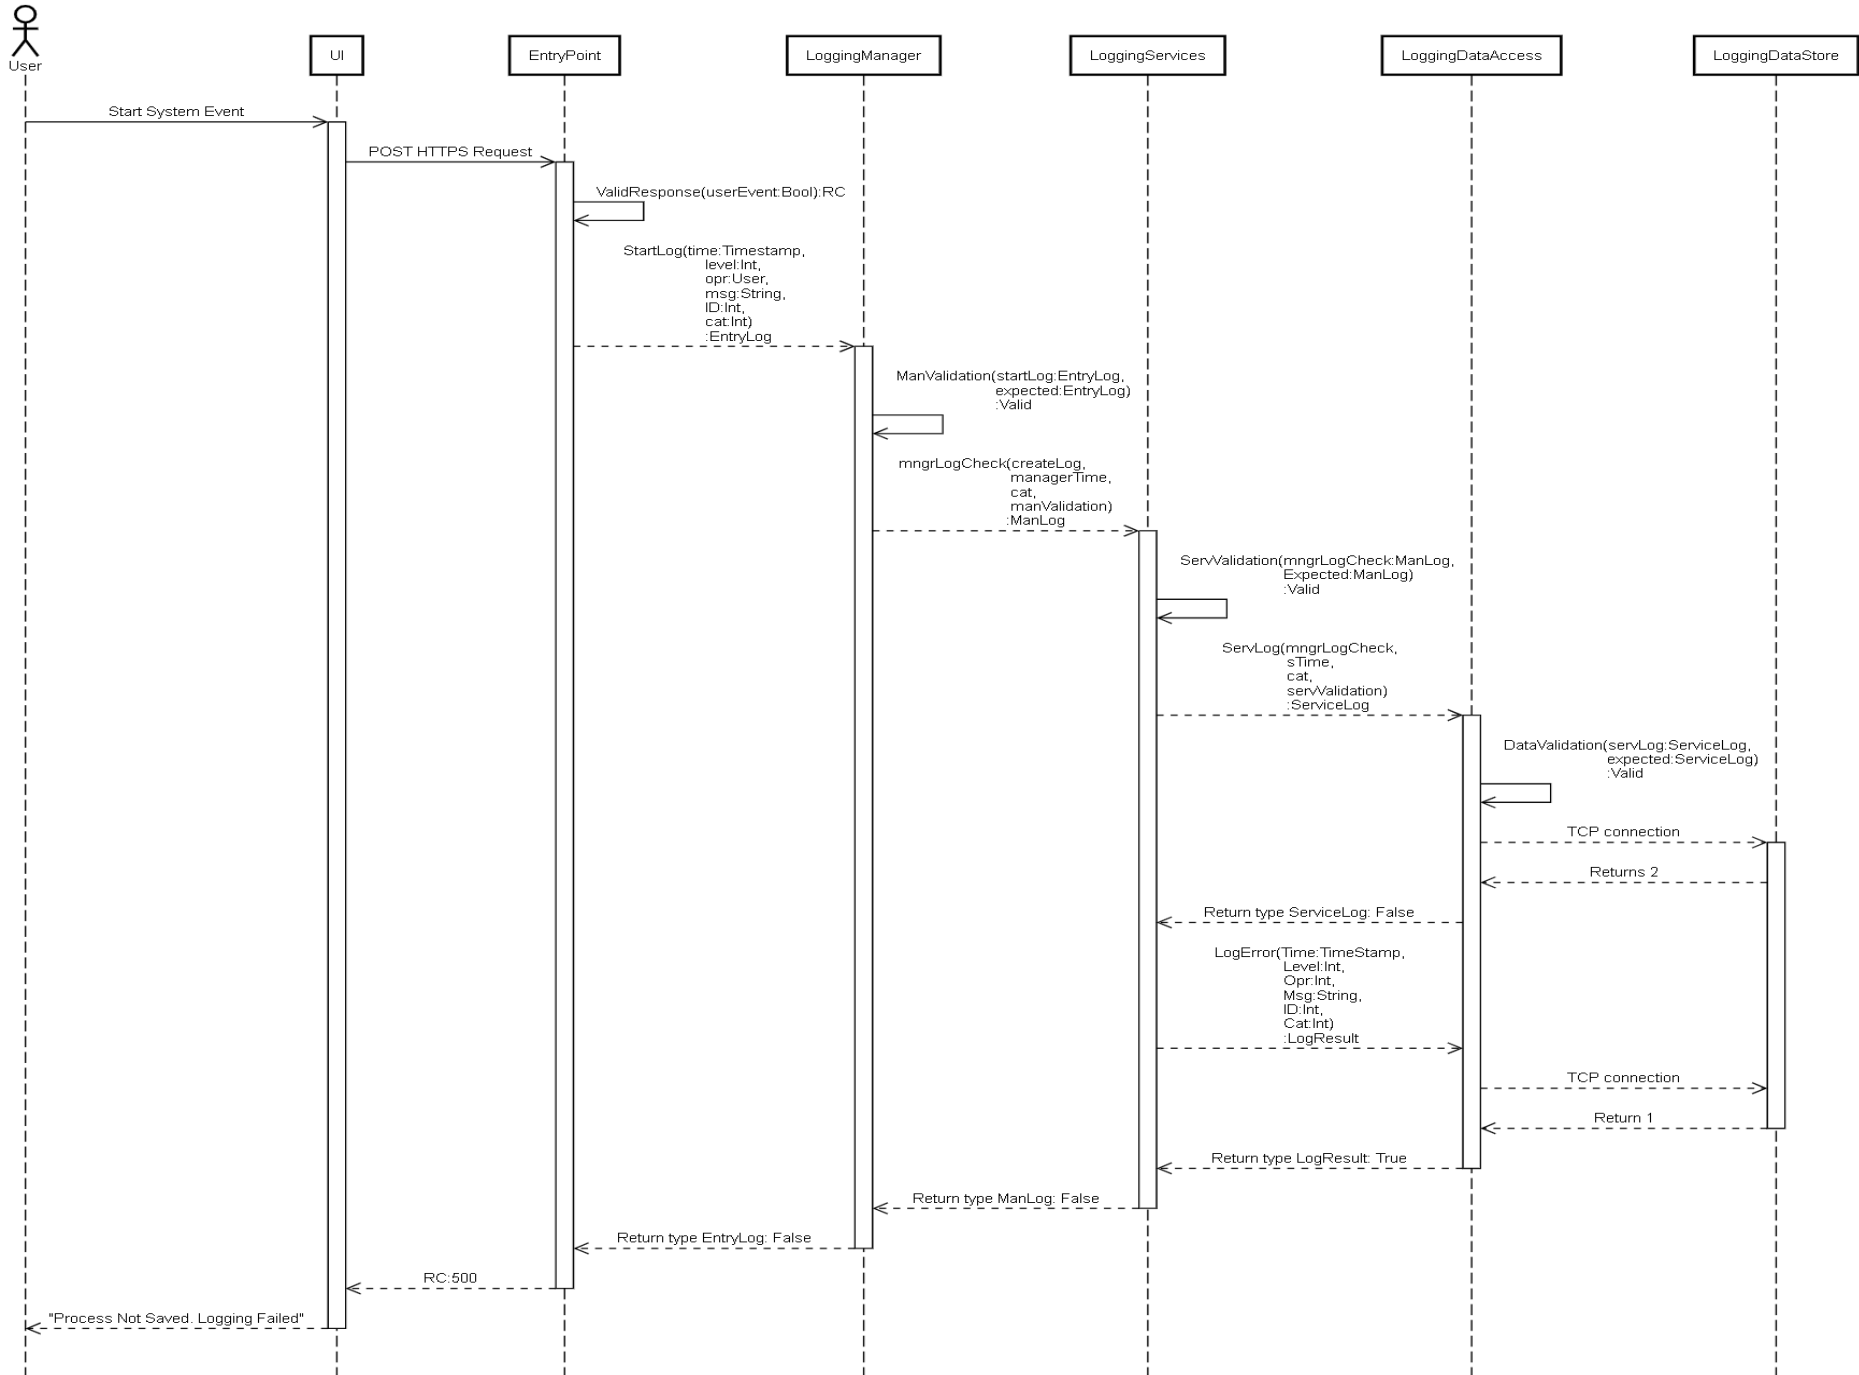 User
UI
EntryPoint
LoggingManager
LoggingServices
LoggingDataAccess
LoggingDataStore
Start System Event
POST HTTPS Request
ValidResponse(userEvent:Bool):RC
StartLog(time:Timestamp,
level:Int,
opr:User,
msg:String,
ID:Int,
cat:Int)
:EntryLog
ManValidation(startLog:EntryLog,
expected:EntryLog)
:Valid
mngrLogCheck(createLog,
managerTime,
cat,
manValidation)
:ManLog
ServValidation(mngrLogCheck:ManLog,
Expected:ManLog)
:Valid
ServLog(mngrLogCheck,
sTime,
cat,
servValidation)
:ServiceLog
DataValidation(servLog:ServiceLog,
expected:ServiceLog)
:Valid
TCP connection
Returns 2
Return type ServiceLog: False
LogError(Time:TimeStamp,
Level:Int,
Opr:Int,
Msg:String,
ID:Int,
Cat:Int)
:LogResult
TCP connection
Return 1
Return type LogResult: True
Return type ManLog: False
Return type EntryLog: False
RC:500
"Process Not Saved. Logging Failed"